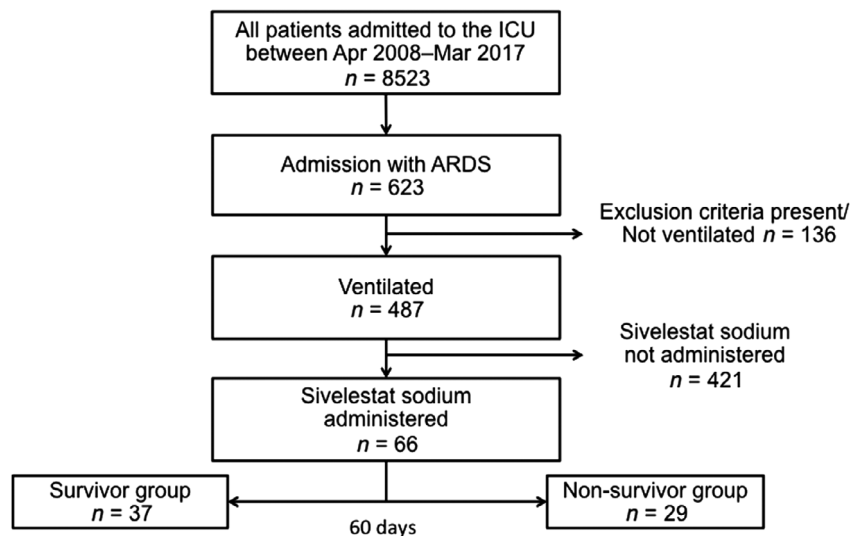 All patients admitted to the ICU
between Apr 2008–Mar 2017
n = 8523
Admission with ARDS
n = 623
Exclusion criteria present/
Not ventilated n = 136
Ventilated
n = 487
Sivelestat sodium
not administered
n = 421
Sivelestat sodium
administered
n = 66
Survivor group
n = 37
Non-survivor group
n = 29
60 days